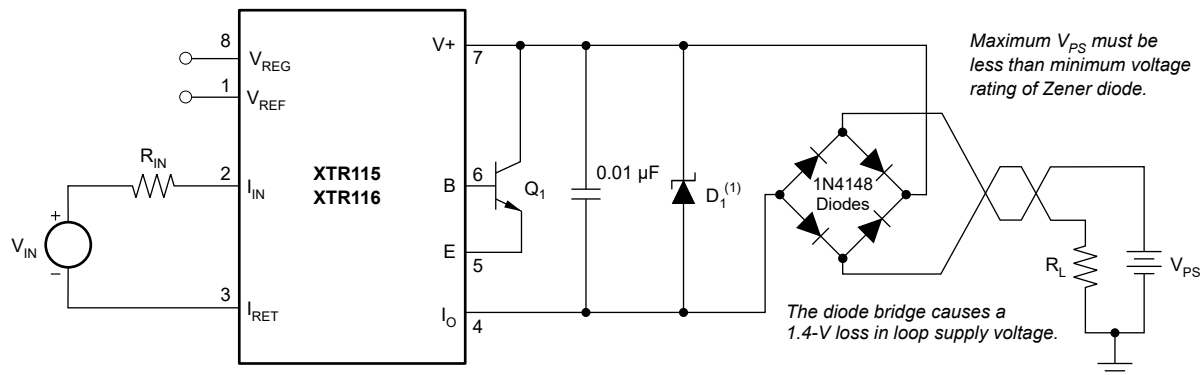 8
V_REG
1
V_REF
R_IN
2
I_IN
+
V_IN
−
3
I_RET
XTR115
XTR116
V+
7
B
6
Q_1
E
5
I_O
4
0.01 µF
D_1^(1)
1N4148
Diodes
Maximum V_PS must be
less than minimum voltage
rating of Zener diode.
R_L
V_PS
The diode bridge causes a
1.4-V loss in loop supply voltage.